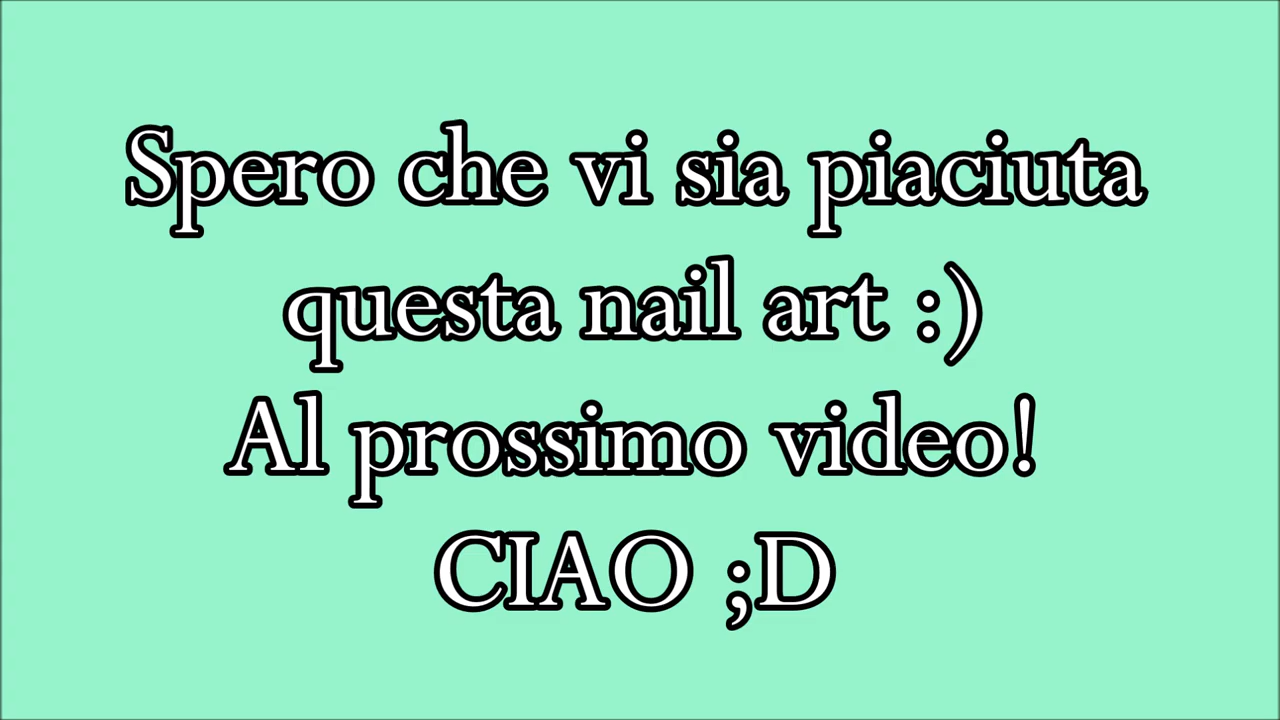 Spero che vi sia piaciuta
questa nail art :)
Al prossimo video!
CIAO ;D